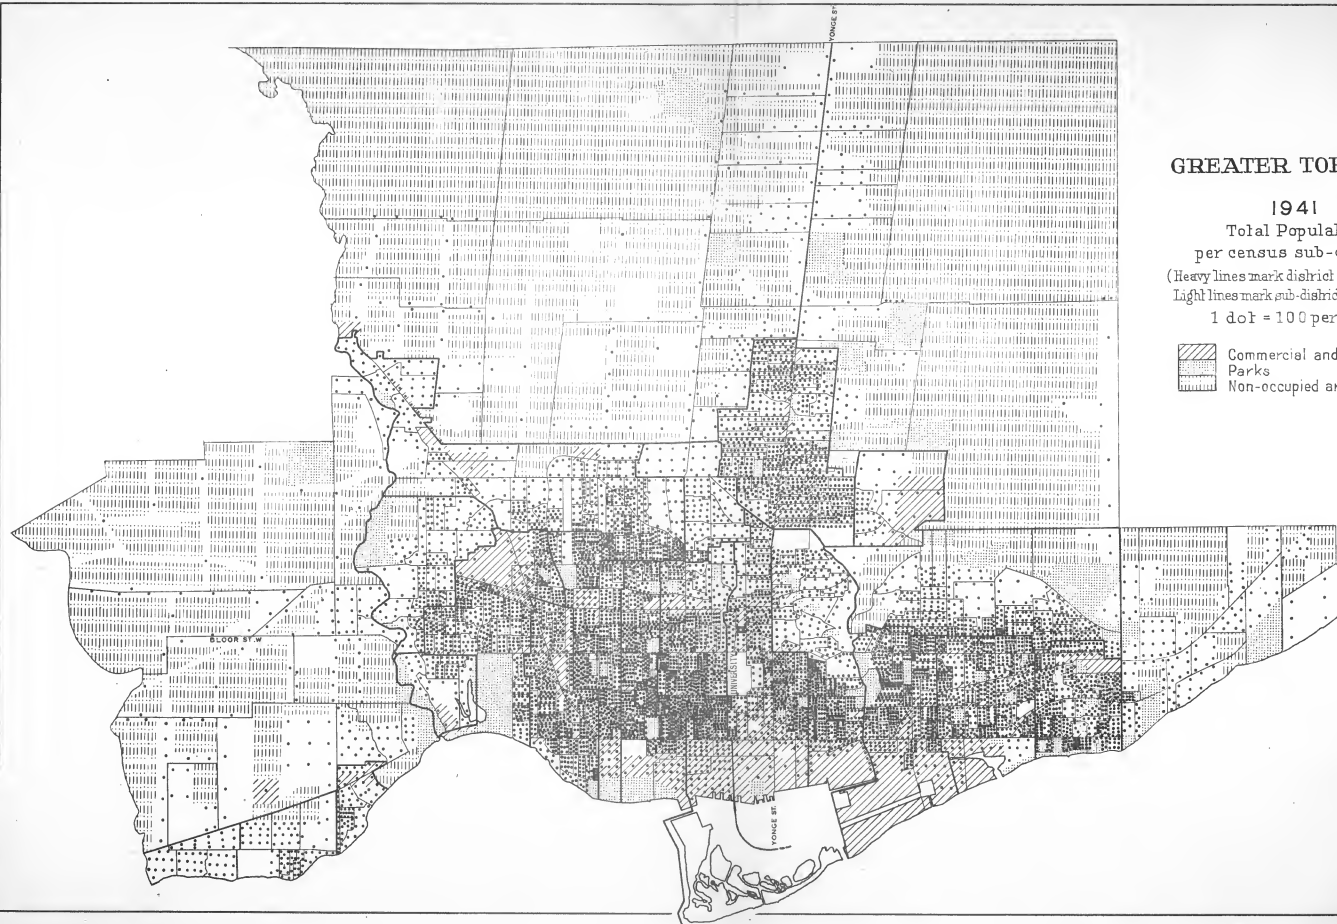 YONGE ST.
GREATER TOR
1941
Total Populat
per census sub-d
(Heavy lines mark district
Light lines mark sub-distric
1 dot = 100 per
Commercial and
Parks
Non-occupied ar
BLOOR ST. W
UNIVERSITY
YONGE ST.